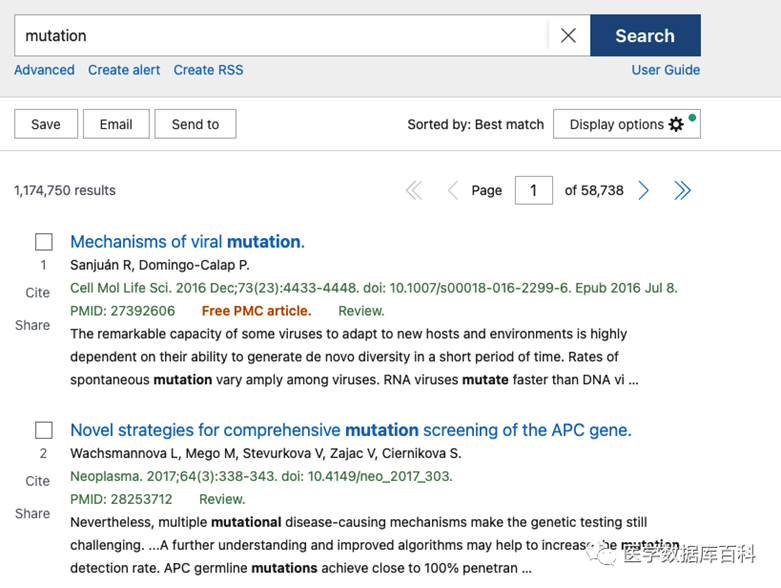 mutation
Search
Advanced Create alert Create RSS User Guide
Save Email Send to Sorted by: Best match Display options
1,174,750 results Page 1 of 58,738
Mechanisms of viral mutation.
1 Sanjuán R, Domingo-Calap P.
Cite Cell Mol Life Sci. 2016 Dec;73(23):4433-4448. doi: 10.1007/s00018-016-2299-6. Epub 2016 Jul 8.
PMID: 27392606 Free PMC article. Review.
Share
The remarkable capacity of some viruses to adapt to new hosts and environments is highly
dependent on their ability to generate de novo diversity in a short period of time. Rates of
spontaneous mutation vary amply among viruses. RNA viruses mutate faster than DNA vi ...
Novel strategies for comprehensive mutation screening of the APC gene.
2 Wachsmannova L, Mego M, Stevurkova V, Zajac V, Ciernikova S.
Cite Neoplasma. 2017;64(3):338-343. doi: 10.4149/neo_2017_303.
PMID: 28253712 Review.
Share
Nevertheless, multiple mutational disease-causing mechanisms make the genetic testing still
challenging. ...A further understanding and improved algorithms may help to increase the mutation
detection rate. APC germline mutations achieve close to 100% penetran ...
医学数据库百科